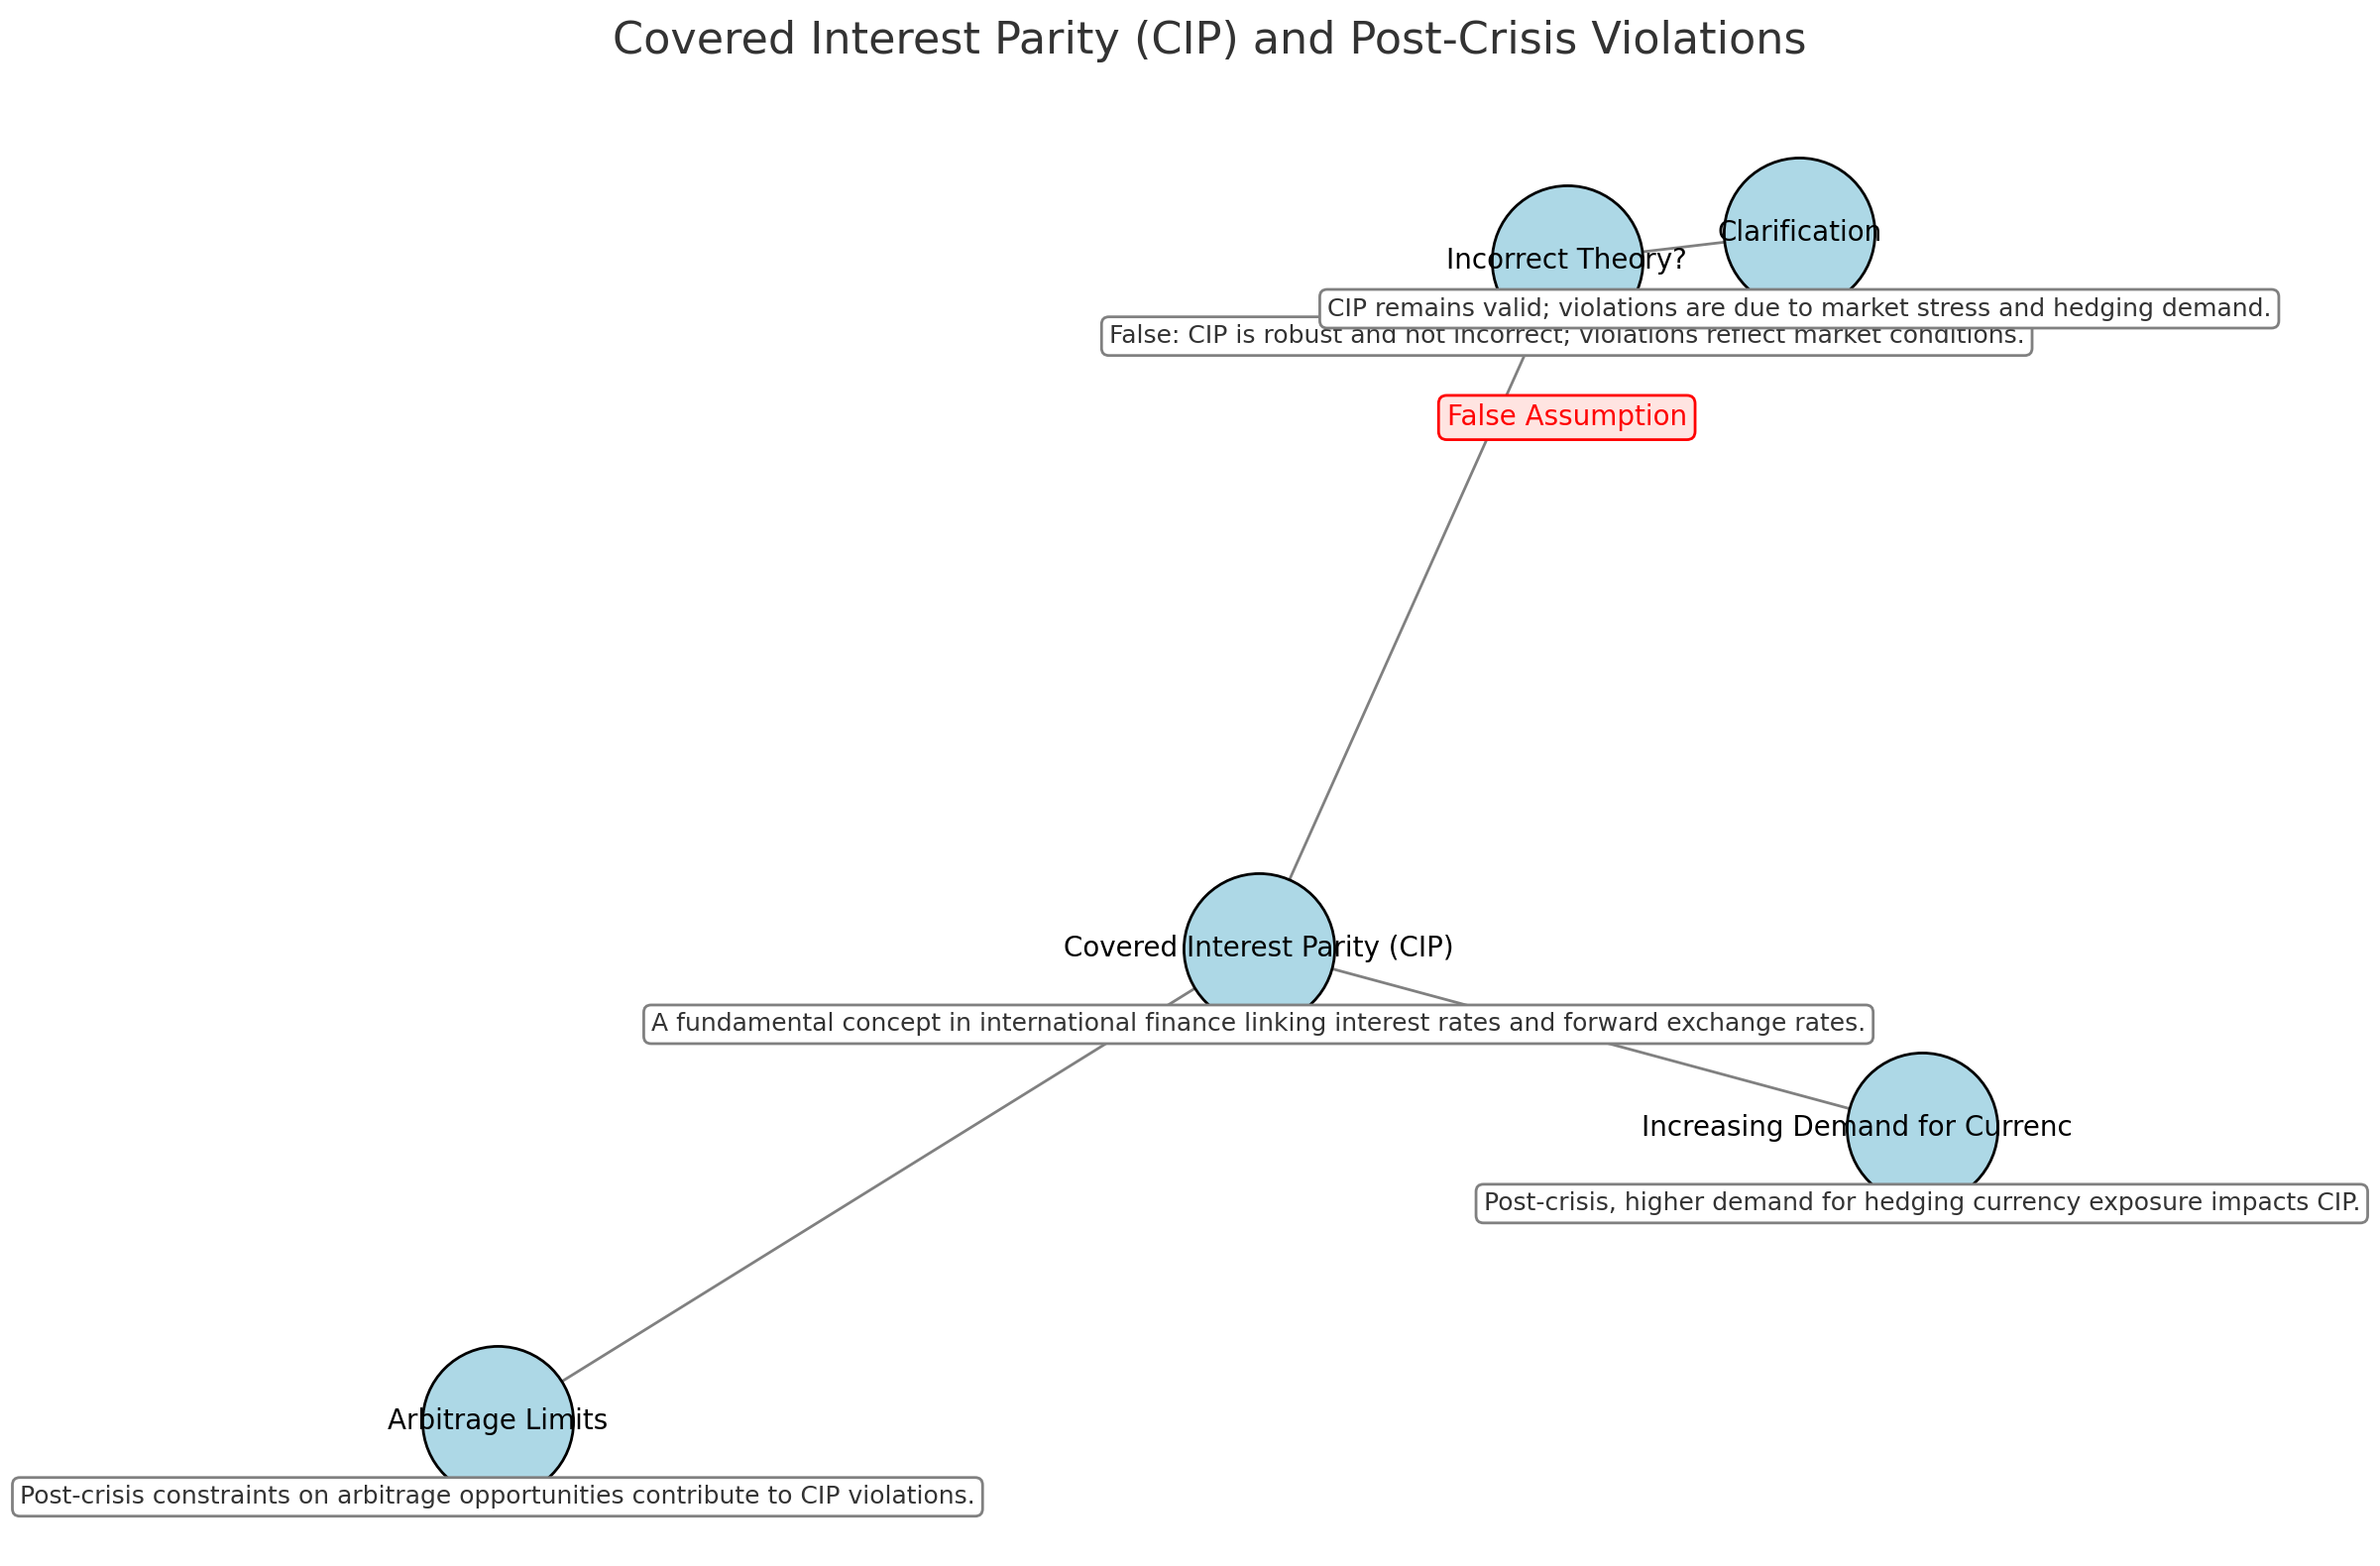 Covered Interest Parity (CIP) and Post-Crisis Violations
Clarification
Incorrect Theory?
CIP remains valid; violations are due to market stress and hedging demand.
False: CIP is robust and not incorrect; violations reflect market conditions.
False Assumption
Covered Interest Parity (CIP)
A fundamental concept in international finance linking interest rates and forward exchange rates.
Increasing Demand for Currenc
Post-crisis, higher demand for hedging currency exposure impacts CIP.
Arbitrage Limits
Post-crisis constraints on arbitrage opportunities contribute to CIP violations.